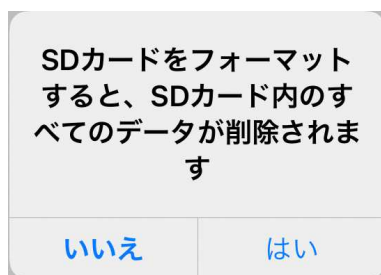 SDカードをフォーマット
すると、SDカード内のす
べてのデータが削除されま
す
いいえ
はい